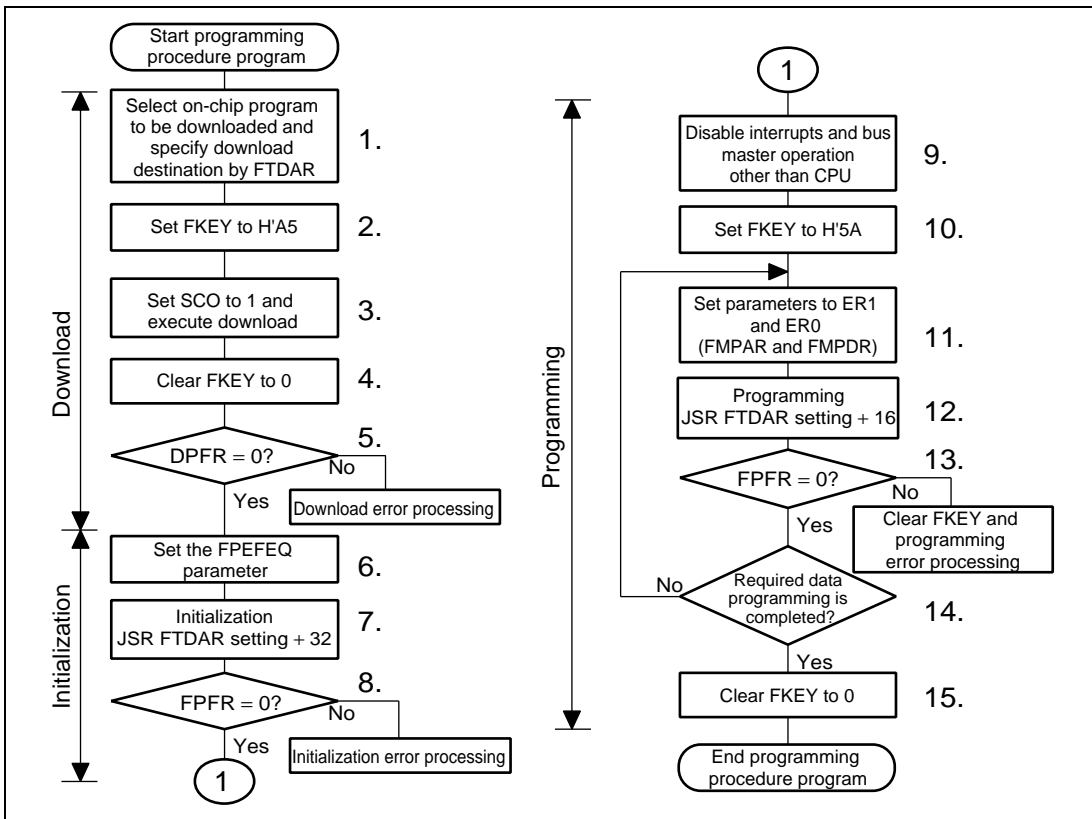 Start programming
procedure program
Download
Select on-chip program
to be downloaded and
specify download
destination by FTDAR
1.
Set FKEY to H'A5
2.
Set SCO to 1 and
execute download
3.
Clear FKEY to 0
4.
DPFR = 0?
5.
No
Yes
Download error processing
Initialization
Set the FPEFEQ
parameter
6.
Initialization
JSR FTDAR setting + 32
7.
FPFR = 0?
8.
No
Yes
Initialization error processing
1
1
Programming
Disable interrupts and bus
master operation
other than CPU
9.
Set FKEY to H'5A
10.
Set parameters to ER1
and ER0
(FMPAR and FMPDR)
11.
Programming
JSR FTDAR setting + 16
12.
FPFR = 0?
13.
No
Yes
Clear FKEY and
programming
error processing
Required data
programming is
completed?
14.
No
Yes
Clear FKEY to 0
15.
End programming
procedure program